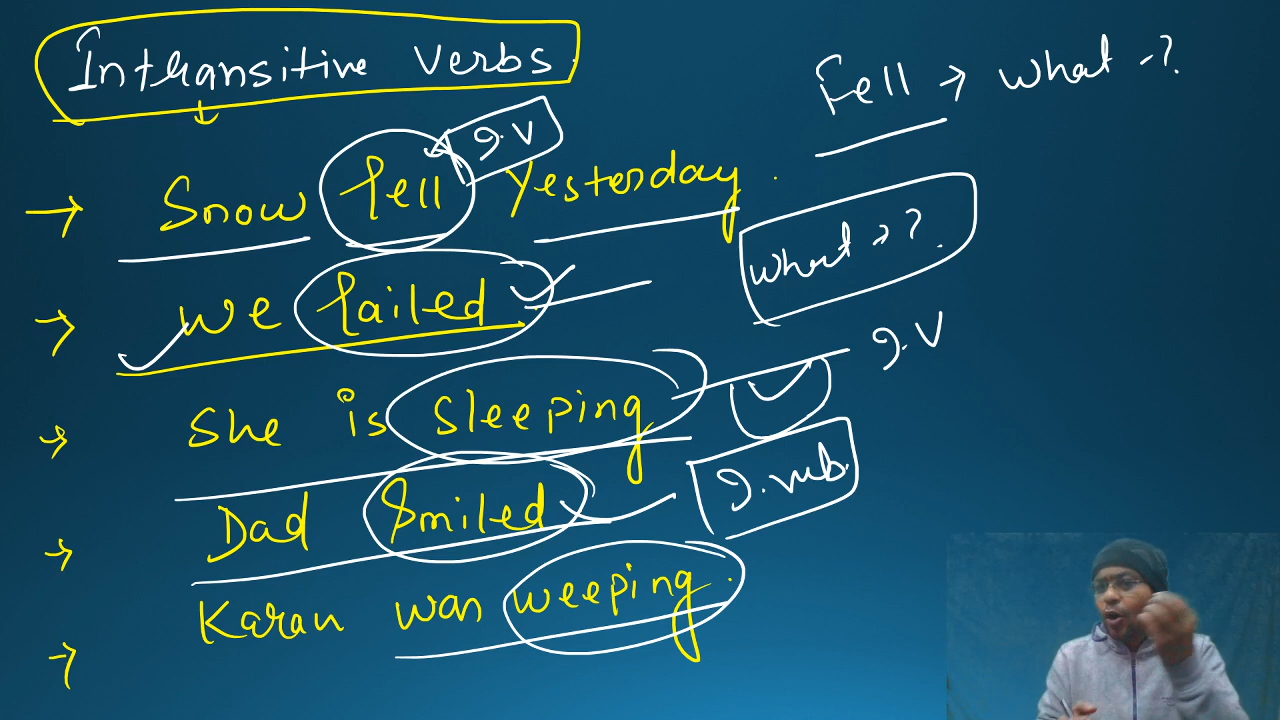 Intransitive Verbs.
Fell → what →?
I.V
→ Snow fell yesterday.
what → ?
→ We failed
I.V
→ She is sleeping
→ Dad Smiled
I. verb.
→ Karan was weeping.